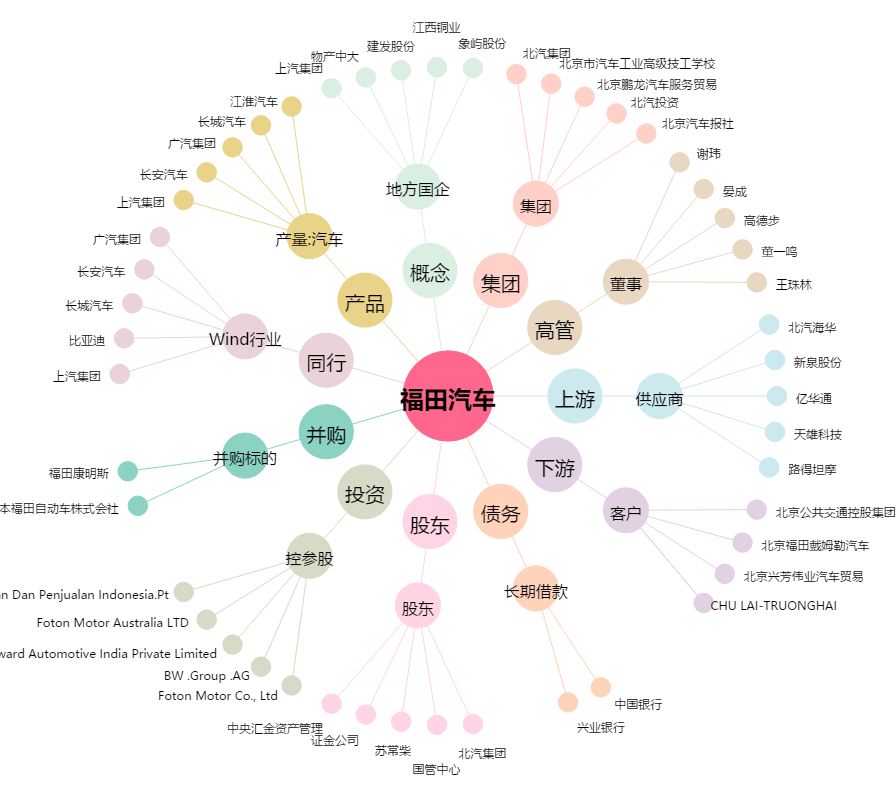 江西铜业
建发股份
象屿股份
物产中大
上汽集团
北汽集团
北京市汽车工业高级技工学校
北京鹏龙汽车服务贸易
北汽投资
北京汽车报社
江淮汽车
长城汽车
广汽集团
长安汽车
上汽集团
产量:汽车
产品
地方国企
概念
集团
集团
谢玮
晏成
高德步
董一鸣
王珠林
董事
高管
广汽集团
长安汽车
长城汽车
比亚迪
上汽集团
Wind行业
同行
福田汽车
上游
供应商
北汽海华
新泉股份
亿华通
天雄科技
路得坦摩
并购
并购标的
福田康明斯
本福田自动车株式会社
下游
客户
北京公共交通控股集团
北京福田戴姆勒汽车
北京兴芳伟业汽车贸易
CHU LAI-TRUONGHAI
投资
控参股
an Dan Penjualan Indonesia.Pt
Foton Motor Australia LTD
ward Automotive India Private Limited
BW .Group .AG
Foton Motor Co., Ltd
股东
股东
中央汇金资产管理
证金公司
苏常柴
国管中心
北汽集团
债务
长期借款
中国银行
兴业银行